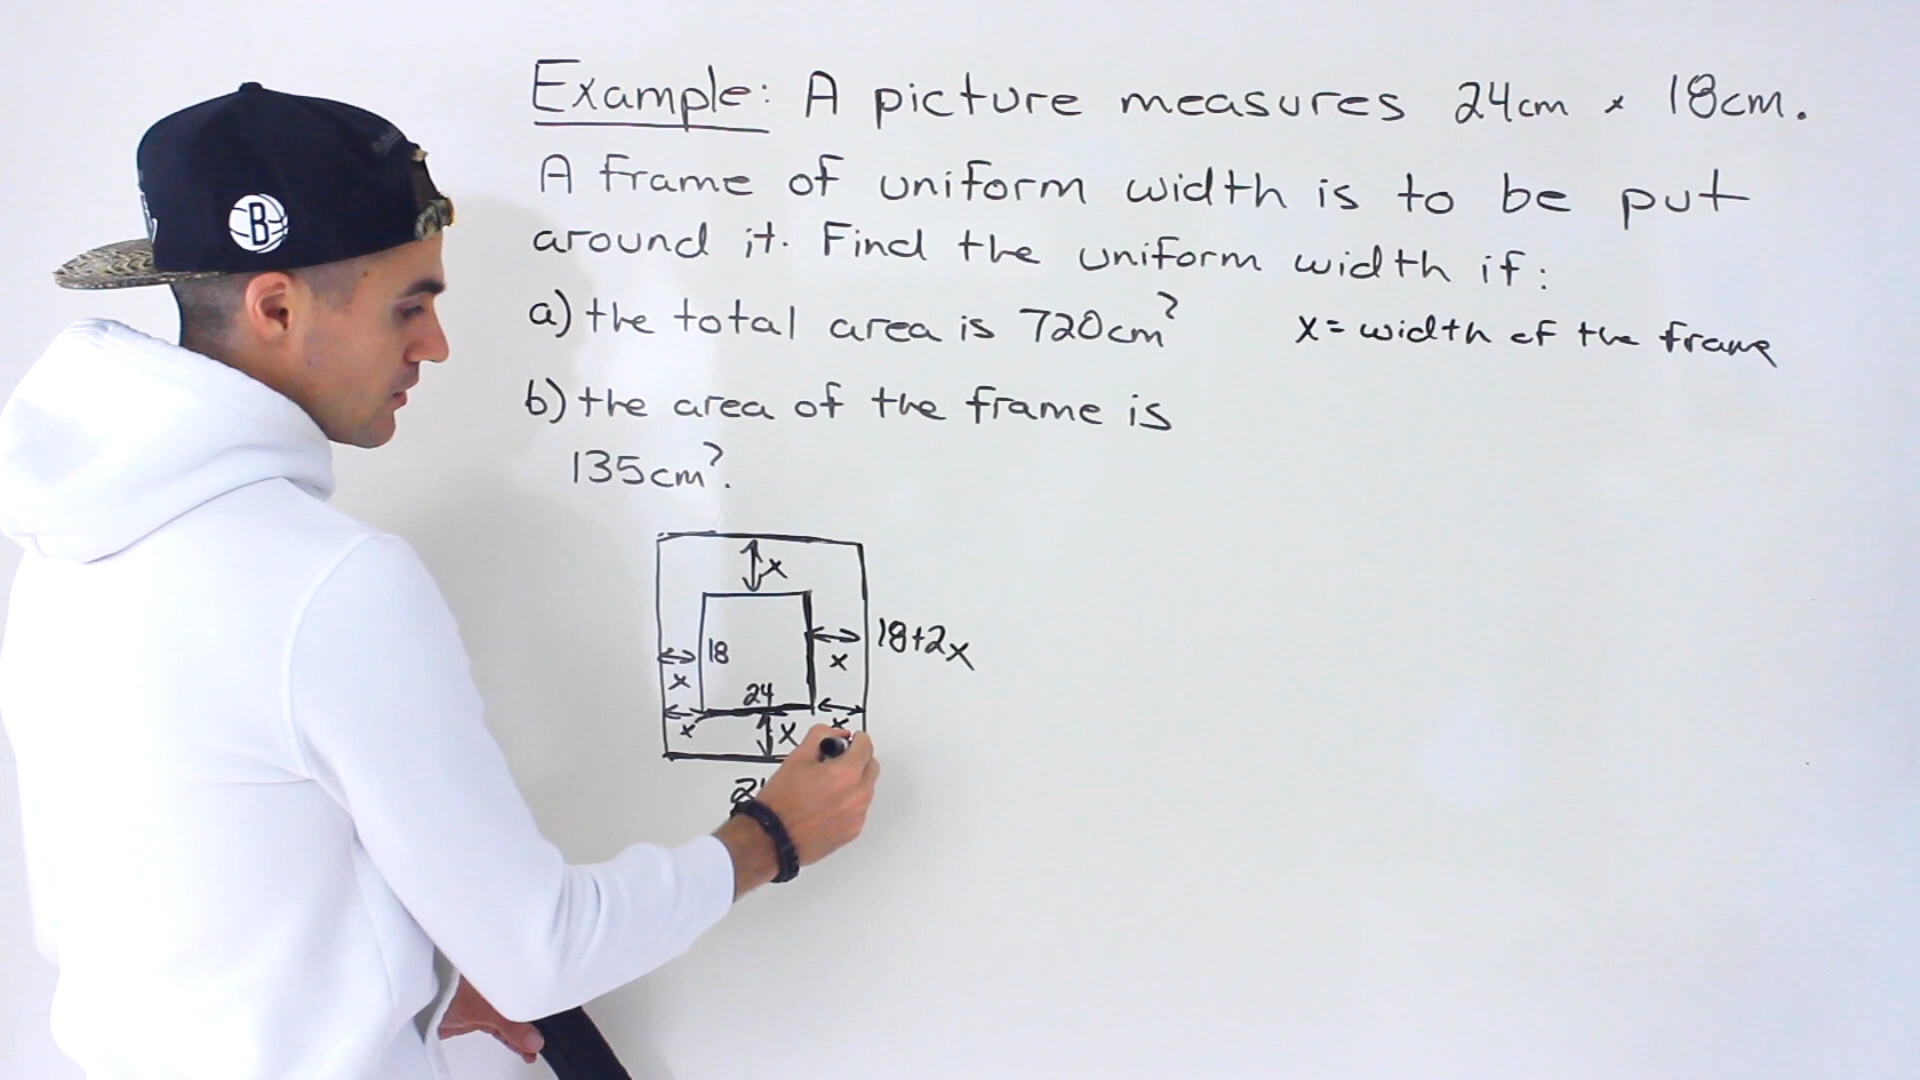 Example: A picture measures 24cm x 18cm.
A frame of uniform width is to be put
around it. Find the uniform width if:
a) the total area is 720cm²
x = width of the frame
b) the area of the frame is
135cm².
x
18
x
x
18+2x
24
x
x
x
B